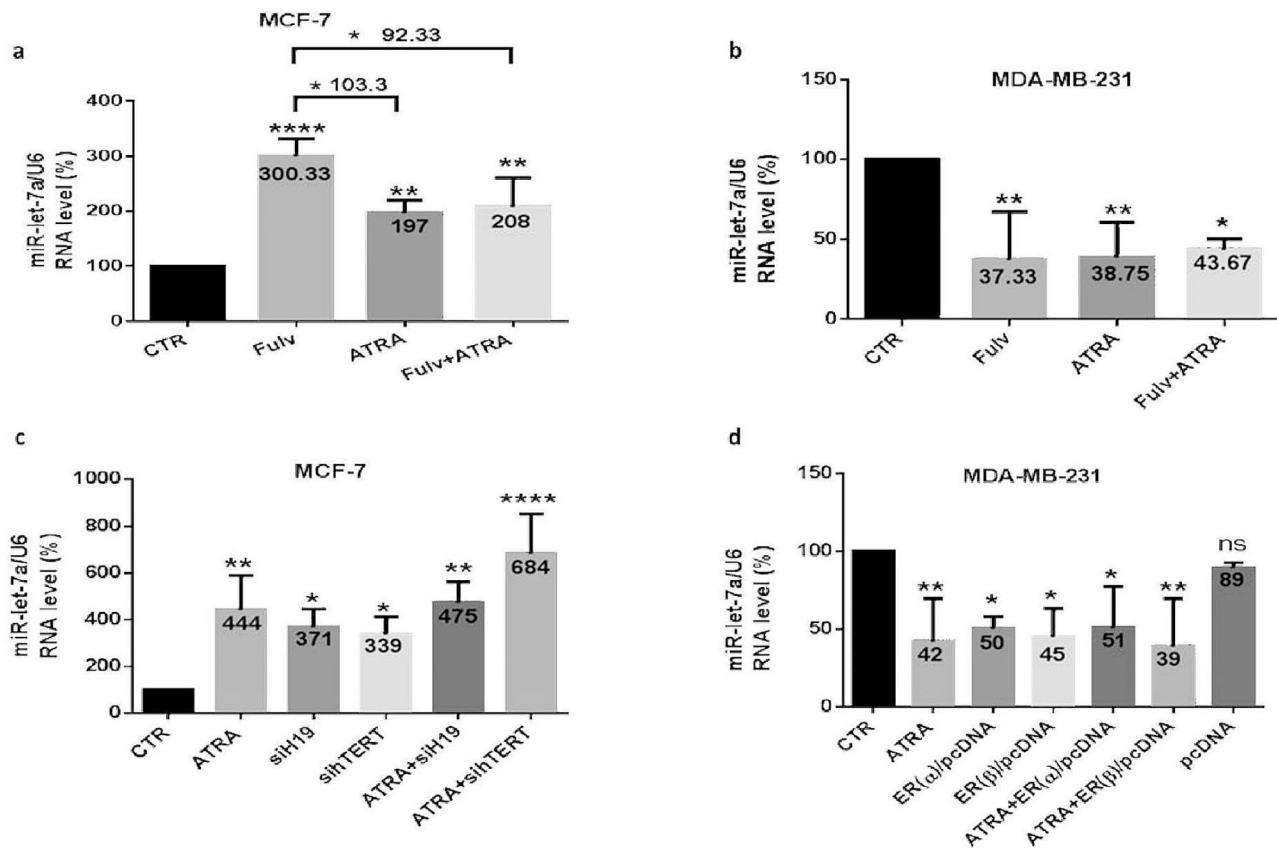 a
MCF-7
* 92.33
* 103.3
miR-let-7a/U6
RNA level (%)
400
300
200
100
0
****
**
**
300.33
197
208
CTR
Fulv
ATRA
Fulv+ATRA
b
MDA-MB-231
miR-let-7a/U6
RNA level (%)
150
100
50
0
**
**
*
37.33
38.75
43.67
CTR
Fulv
ATRA
Fulv+ATRA
c
MCF-7
miR-let-7a/U6
RNA level (%)
1000
800
600
400
200
0
**
*
*
**
****
444
371
339
475
684
CTR
ATRA
siH19
sihTERT
ATRA+siH19
ATRA+sihTERT
d
MDA-MB-231
miR-let-7a/U6
RNA level (%)
150
100
50
0
**
*
*
*
**
ns
42
50
45
51
39
89
CTR
ATRA
ER(α)/pcDNA
ER(β)/pcDNA
ATRA+ER(α)/pcDNA
ATRA+ER(β)/pcDNA
pcDNA